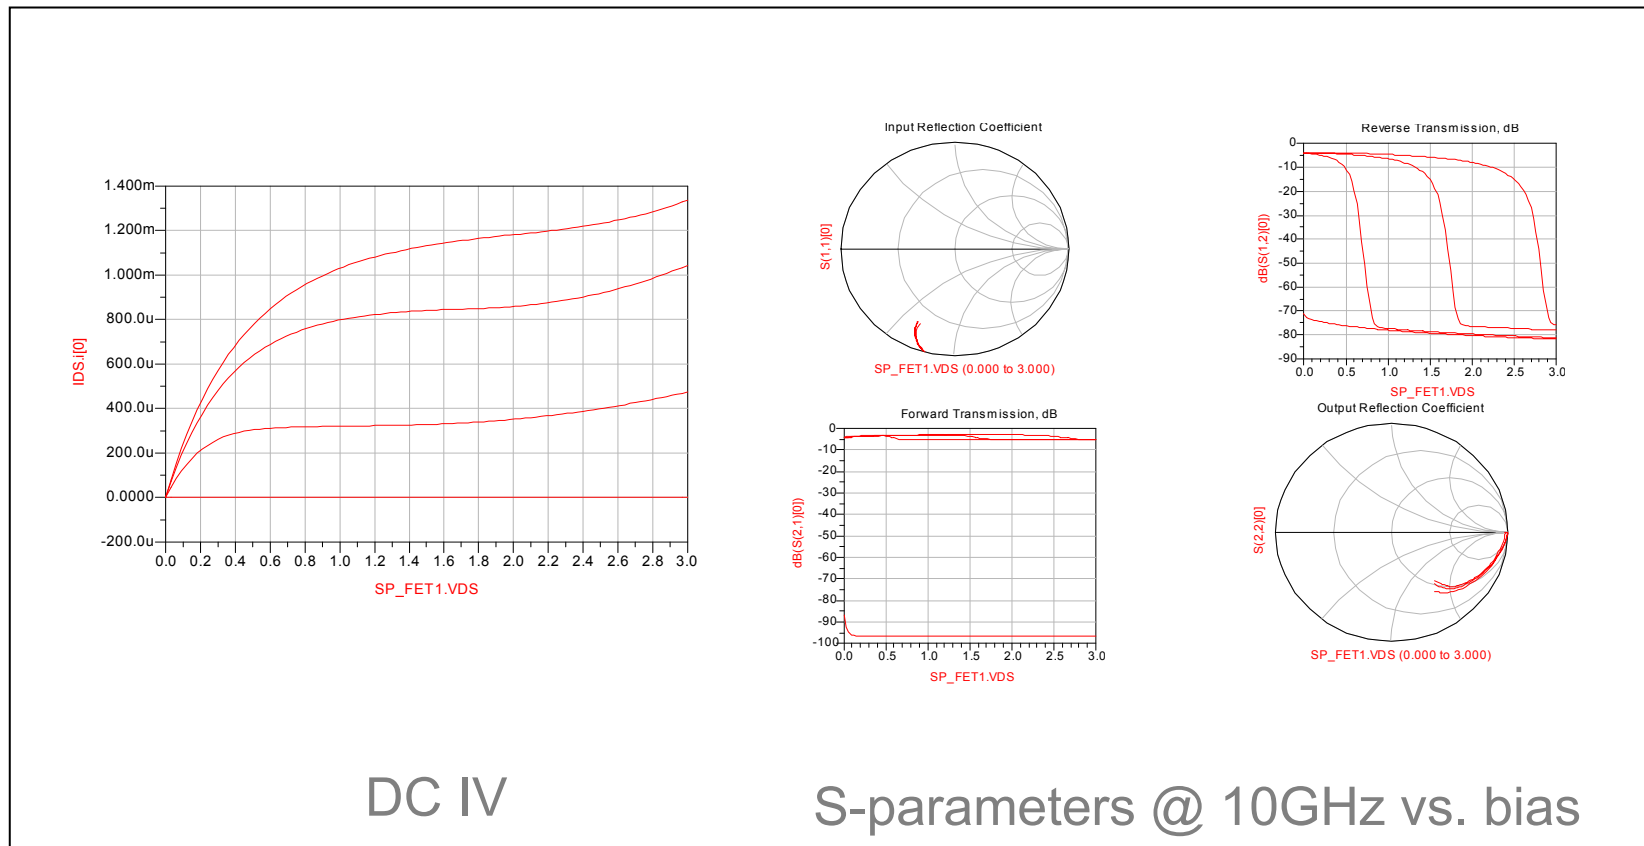 1.400m
1.200m
1.000m
800.0u
600.0u
400.0u
200.0u
0.0000
-200.0u
IDS.i[0]
0.0 0.2 0.4 0.6 0.8 1.0 1.2 1.4 1.6 1.8 2.0 2.2 2.4 2.6 2.8 3.0
SP_FET1.VDS
Input Reflection Coefficient
S(1,1)[0]
SP_FET1.VDS (0.000 to 3.000)
Reverse Transmission, dB
0
-10
-20
-30
-40
-50
-60
-70
-80
-90
dB(S(1,2)[0])
0.0 0.5 1.0 1.5 2.0 2.5 3.0
SP_FET1.VDS
Forward Transmission, dB
0
-10
-20
-30
-40
-50
-60
-70
-80
-90
-100
dB(S(2,1)[0])
0.0 0.5 1.0 1.5 2.0 2.5 3.0
SP_FET1.VDS
Output Reflection Coefficient
S(2,2)[0]
SP_FET1.VDS (0.000 to 3.000)
DC IV
S-parameters @ 10GHz vs. bias